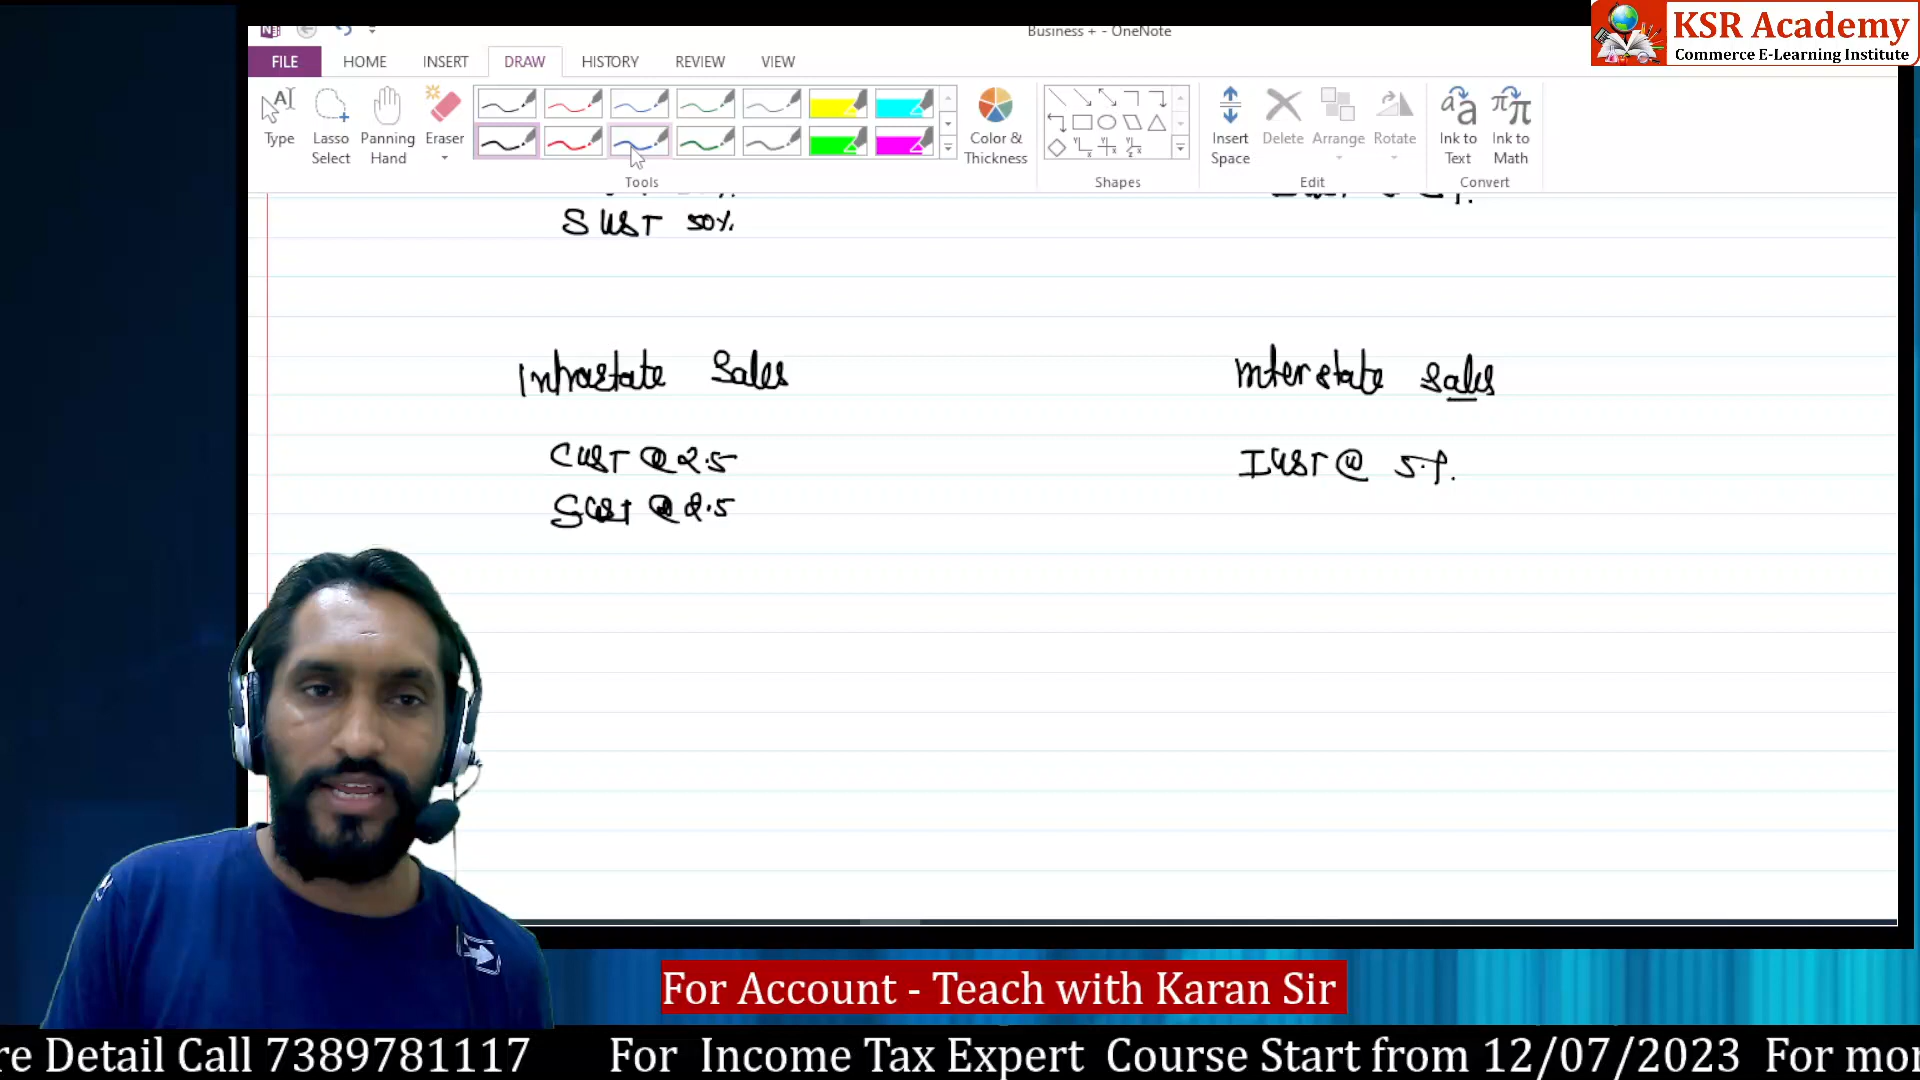 Business + - OneNote
KSR Academy
Commerce E-Learning Institute
FILE HOME INSERT DRAW HISTORY REVIEW VIEW
Type
Lasso Select
Panning Hand
Eraser
Color & Thickness
Insert Space
Delete
Arrange
Rotate
Ink to Text
Ink to Math
Tools Shapes Edit Convert
SGST 50%
Intrastate Sales
CGST @ 2.5
SGST @ 2.5
Interstate Sales
IGST @ 5%.
For Account - Teach with Karan Sir
re Detail Call 7389781117 For Income Tax Expert Course Start from 12/07/2023 For mor